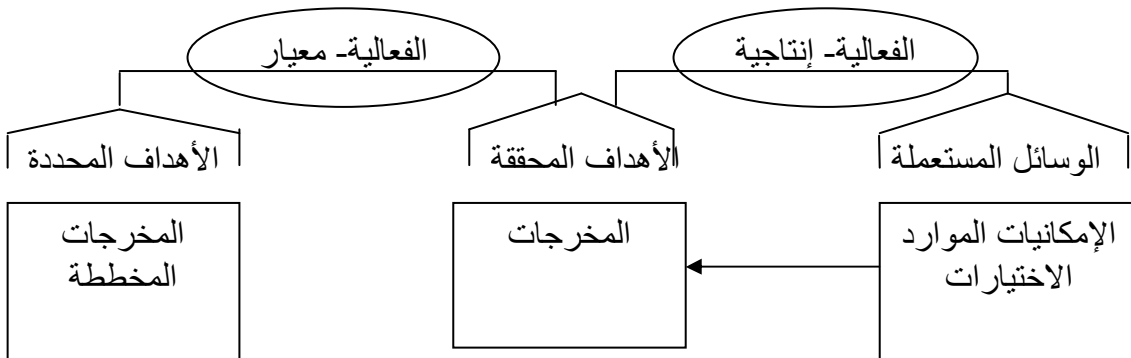 الفعالية- إنتاجية
الفعالية- معيار
الوسائل المستعملة
الأهداف المحققة
الأهداف المحددة
الإمكانيات الموارد
الاختيارات
المخرجات
المخرجات
المخططة